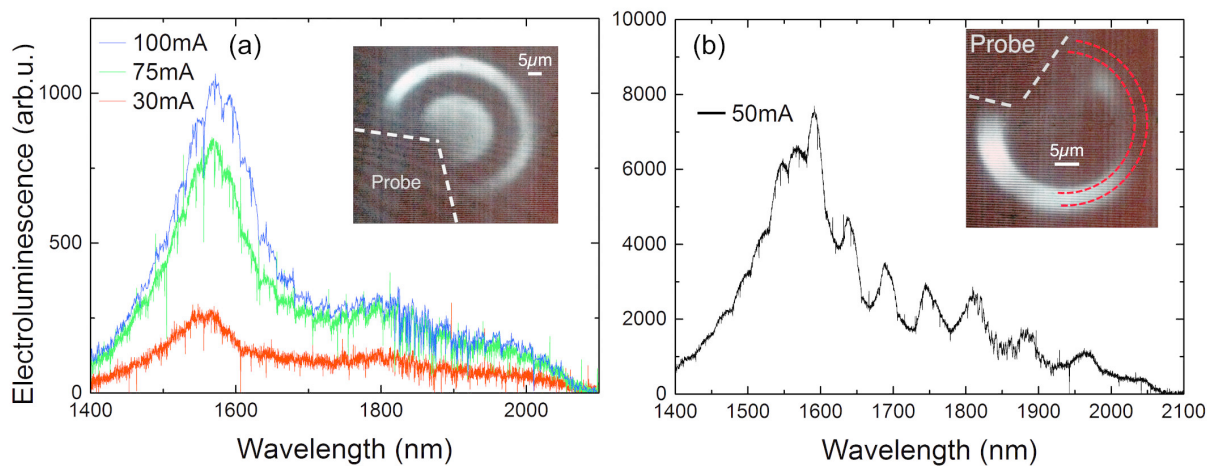 Electroluminescence (arb.u.)
1000
500
0
100mA
75mA
30mA
(a)
5µm
Probe
1400
1600
1800
2000
Wavelength (nm)
10000
8000
6000
4000
2000
0
(b)
50mA
Probe
5µm
1400 1500 1600 1700 1800 1900 2000 2100
Wavelength (nm)